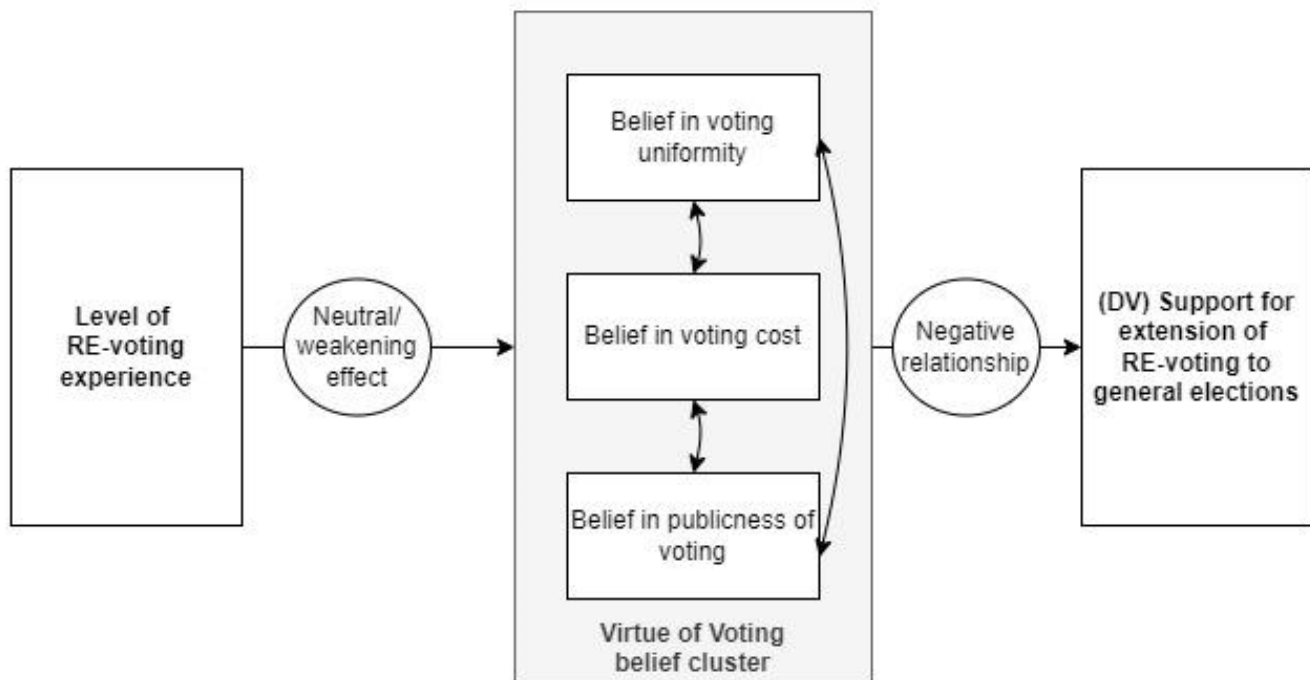 Level of
RE-voting
experience
Neutral/
weakening
effect
Belief in voting
uniformity
Belief in voting cost
Belief in publicness of
voting
Virtue of Voting
belief cluster
Negative
relationship
(DV) Support for
extension of
RE-voting to
general elections